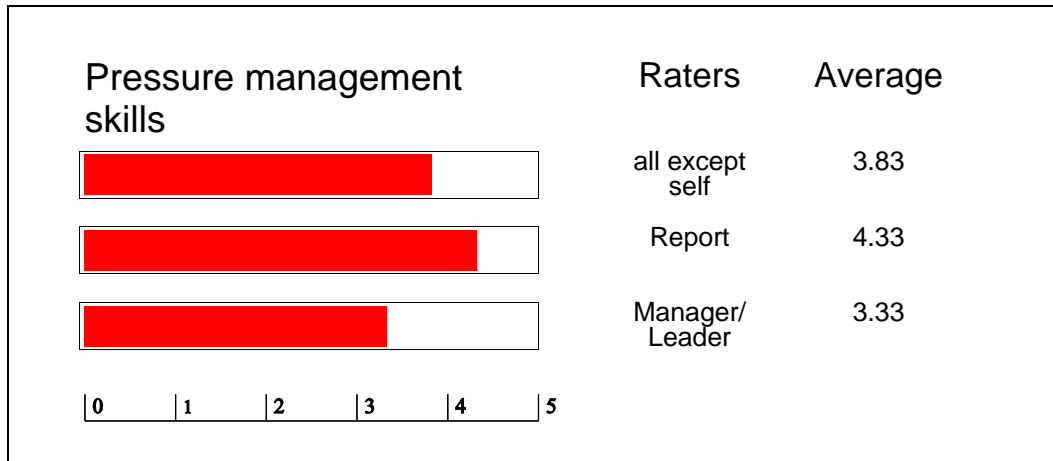 Pressure management Raters Average
skills
all except 3.83
self
Report 4.33
Manager/ 3.33
Leader
0 1 2 3 4 5